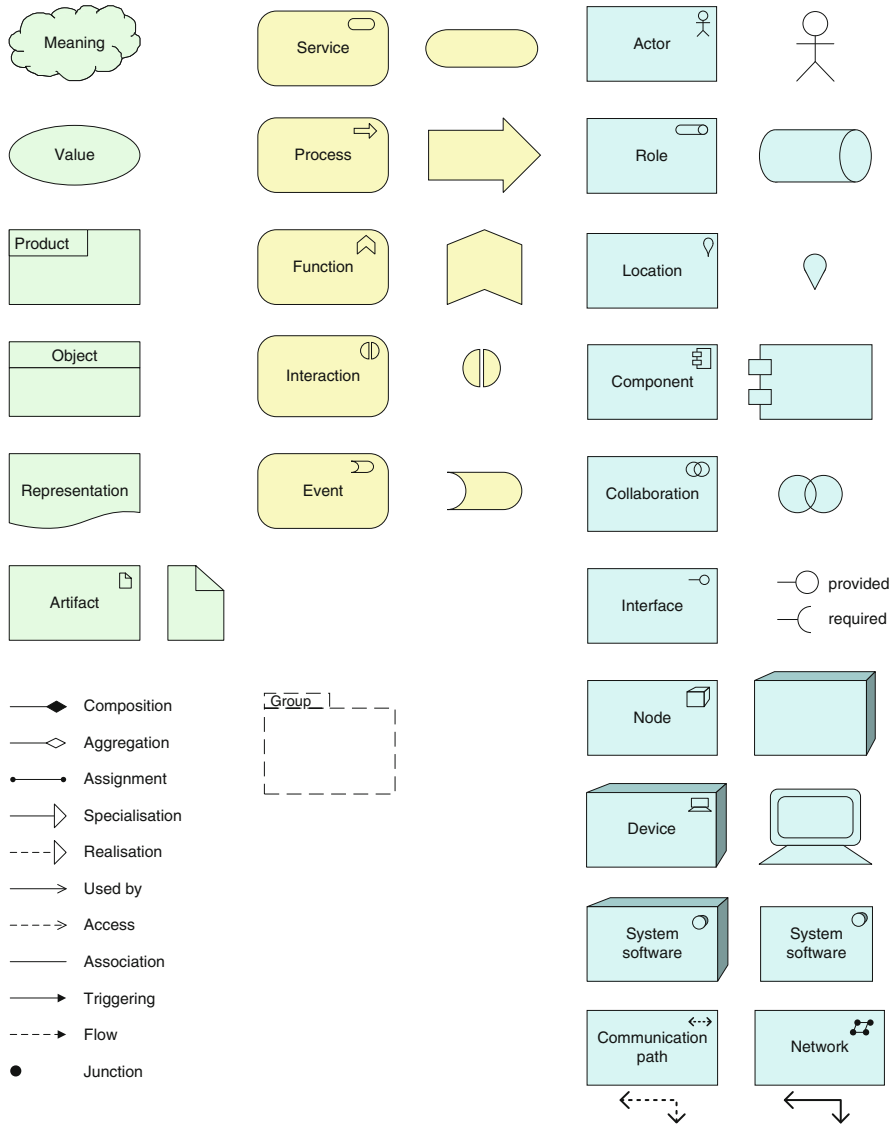 Meaning
Service
Actor
Value
Process
Role
Product
Function
Location
Object
Interaction
Component
Representation
Event
Collaboration
Artifact
Interface
provided
required
Composition
Aggregation
Assignment
Specialisation
Realisation
Used by
Access
Association
Triggering
Flow
Junction
Group
Node
Device
System
software
System
software
Communication
path
Network